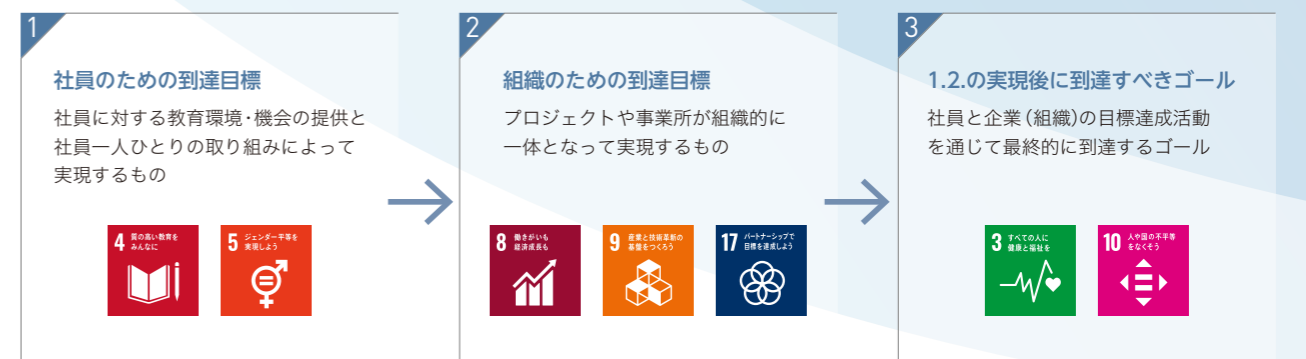 1
社員のための到達目標
社員に対する教育環境・機会の提供と
社員一人ひとりの取り組みによって
実現するもの
4 質の高い教育を
みんなに
5 ジェンダー平等を
実現しよう
2
組織のための到達目標
プロジェクトや事業所が組織的に
一体となって実現するもの
8 働きがいも
経済成長も
9 産業と技術革新の
基盤をつくろう
17 パートナーシップで
目標を達成しよう
3
1.2.の実現後に到達すべきゴール
社員と企業(組織)の目標達成活動
を通じて最終的に到達するゴール
3 すべての人に
健康と福祉を
10 人や国の不平等
をなくそう